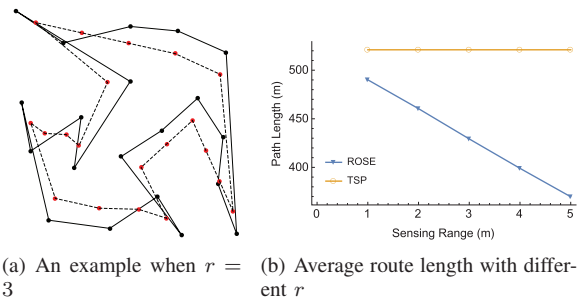 Path Length (m)
500
450
400
ROSE
TSP
0
1
2
3
4
5
Sensing Range (m)
(a) An example when r =
3
(b) Average route length with differ-
ent r